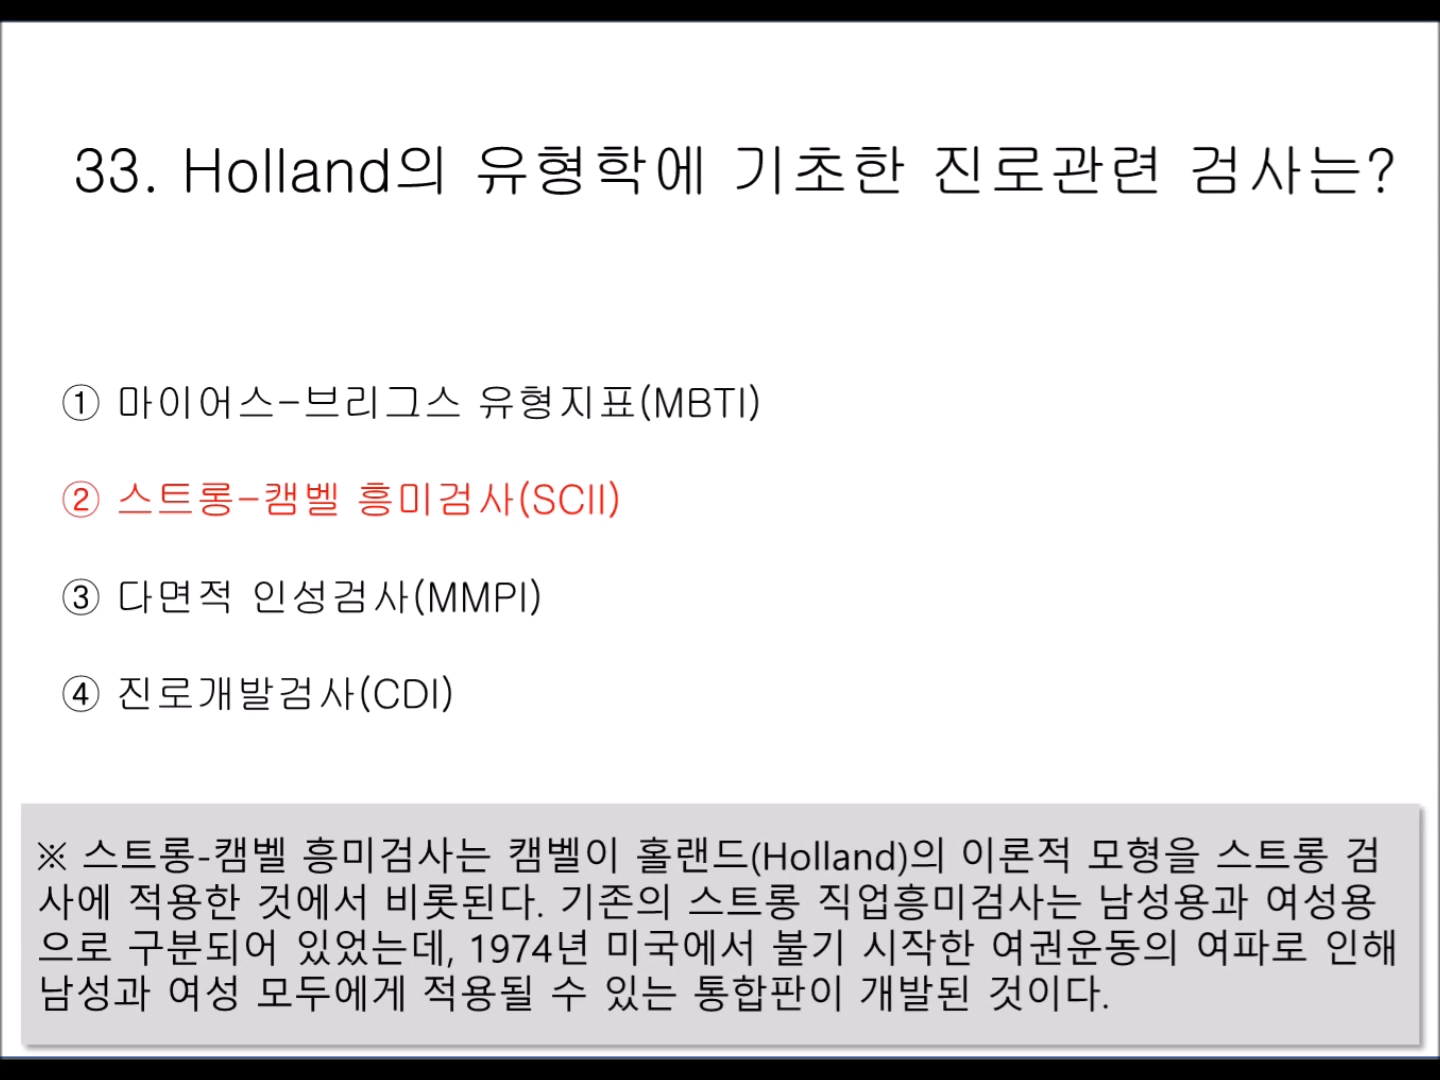 33. Holland의 유형학에 기초한 진로관련 검사는?
① 마이어스-브리그스 유형지표(MBTI)
② 스트롱-캠벨 흥미검사(SCII)
③ 다면적 인성검사(MMPI)
④ 진로개발검사(CDI)
※ 스트롱-캠벨 흥미검사는 캠벨이 홀랜드(Holland)의 이론적 모형을 스트롱 검
사에 적용한 것에서 비롯된다. 기존의 스트롱 직업흥미검사는 남성용과 여성용
으로 구분되어 있었는데, 1974년 미국에서 불기 시작한 여권운동의 여파로 인해
남성과 여성 모두에게 적용될 수 있는 통합판이 개발된 것이다.